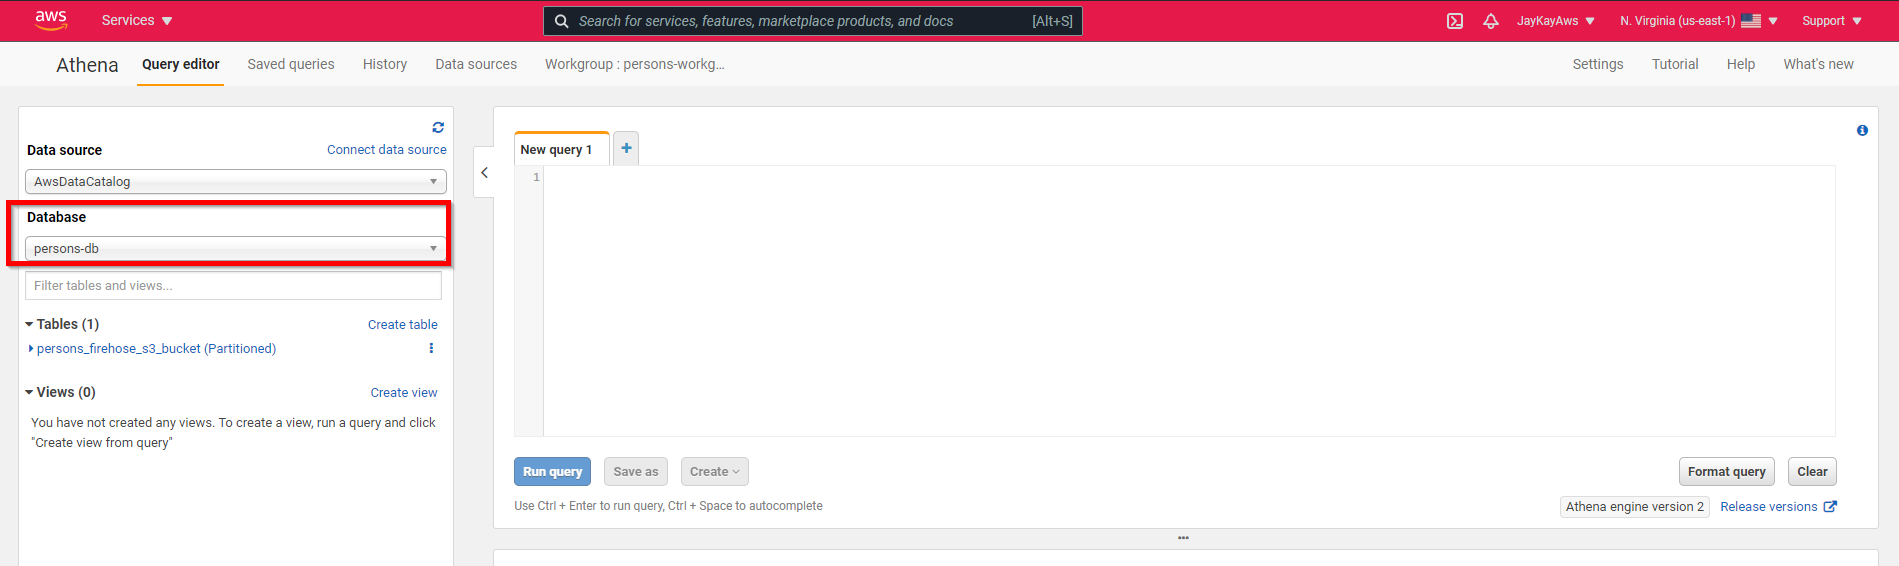 aws Services Search for services, features, marketplace products, and docs [Alt+S] JayKayAws N. Virginia (us-east-1) Support
Athena Query editor Saved queries History Data sources Workgroup : persons-workg... Settings Tutorial Help What's new
Data source Connect data source
AwsDataCatalog
Database
persons-db
Filter tables and views...
Tables (1) Create table
persons_firehose_s3_bucket (Partitioned)
Views (0) Create view
You have not created any views. To create a view, run a query and click
"Create view from query"
New query 1
1
Run query Save as Create Format query Clear
Use Ctrl + Enter to run query, Ctrl + Space to autocomplete Athena engine version 2 Release versions